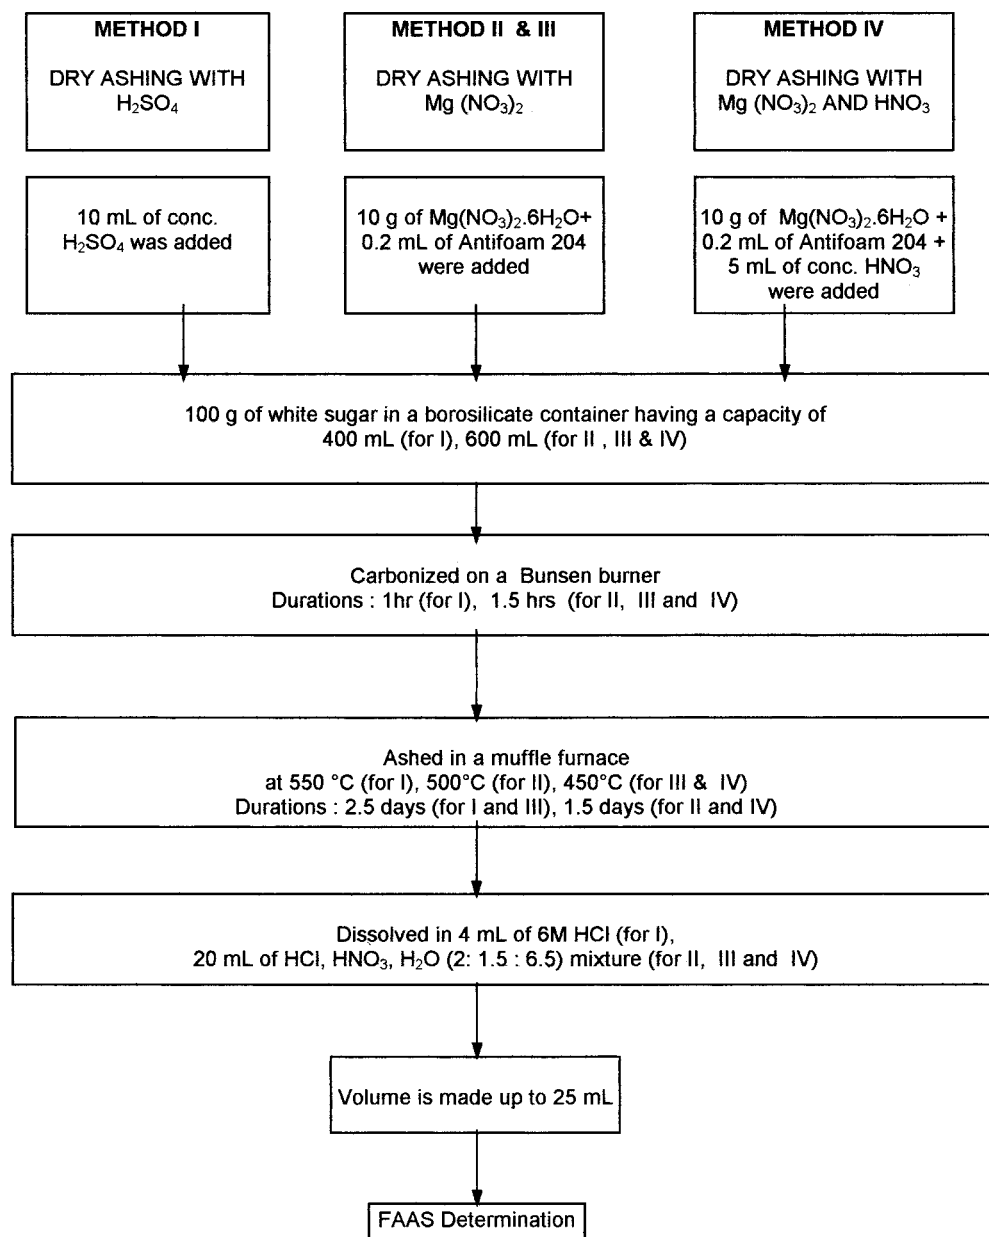 METHOD I
DRY ASHING WITH
H₂SO₄
METHOD II & III
DRY ASHING WITH
Mg (NO₃)₂
METHOD IV
DRY ASHING WITH
Mg (NO₃)₂ AND HNO₃
10 mL of conc.
H₂SO₄ was added
10 g of Mg(NO₃)₂.6H₂O+
0.2 mL of Antifoam 204
were added
10 g of Mg(NO₃)₂.6H₂O +
0.2 mL of Antifoam 204 +
5 mL of conc. HNO₃
were added
100 g of white sugar in a borosilicate container having a capacity of
400 mL (for I), 600 mL (for II , III & IV)
Carbonized on a Bunsen burner
Durations : 1hr (for I), 1.5 hrs (for II, III and IV)
Ashed in a muffle furnace
at 550 °C (for I), 500°C (for II), 450°C (for III & IV)
Durations : 2.5 days (for I and III), 1.5 days (for II and IV)
Dissolved in 4 mL of 6M HCl (for I),
20 mL of HCl, HNO₃, H₂O (2: 1.5 : 6.5) mixture (for II, III and IV)
Volume is made up to 25 mL
FAAS Determination